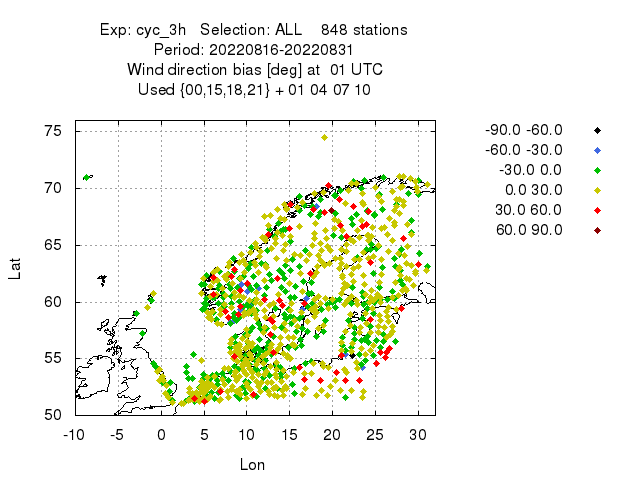 Exp: cyc_3h   Selection: ALL    848 stations
Period: 20220816-20220831
Wind direction bias [deg] at  01 UTC
Used {00,15,18,21} + 01 04 07 10
-90.0 -60.0
-60.0 -30.0
-30.0 0.0
0.0 30.0
30.0 60.0
60.0 90.0
75
70
65
60
55
50
Lat
-10 -5 0 5 10 15 20 25 30
Lon